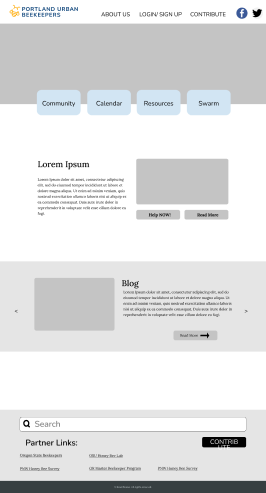 PORTLAND URBAN
BEEKEEPERS
ABOUT US
LOGIN/ SIGN UP
CONTRIBUTE
Community
Calendar
Resources
Swarm
Lorem Ipsum
Lorem ipsum dolor sit amet, consectetur adipiscing
elit, sed do eiusmod tempor incididunt ut labore et
dolore magna aliqua. Ut enim ad minim veniam, quis
nostrud exercitation ullamco laboris nisi ut aliquip ex
ea commodo consequat. Duis aute irure dolor in
reprehenderit in voluptate velit esse cillum dolore eu
fugi
Help NOW!
Read More
Blog
Lorem ipsum dolor sit amet, consectetur adipiscing elit, sed do
eiusmod tempor incididunt ut labore et dolore magna aliqua. Ut
enim ad minim veniam, quis nostrud exercitation ullamco laboris
nisi ut aliquip ex ea commodo consequat. Duis aute irure dolor in
reprehenderit in voluptate velit esse cillum dolore eu fugi
<
>
Read More
Search
Partner Links:
CONTRIB
UTE
Oregon State Beekeepers
OSU Honey Bee Lab
PNW Honey Bee Survey
OR Master Beekeeper Program
PNW Honey Bee Survey